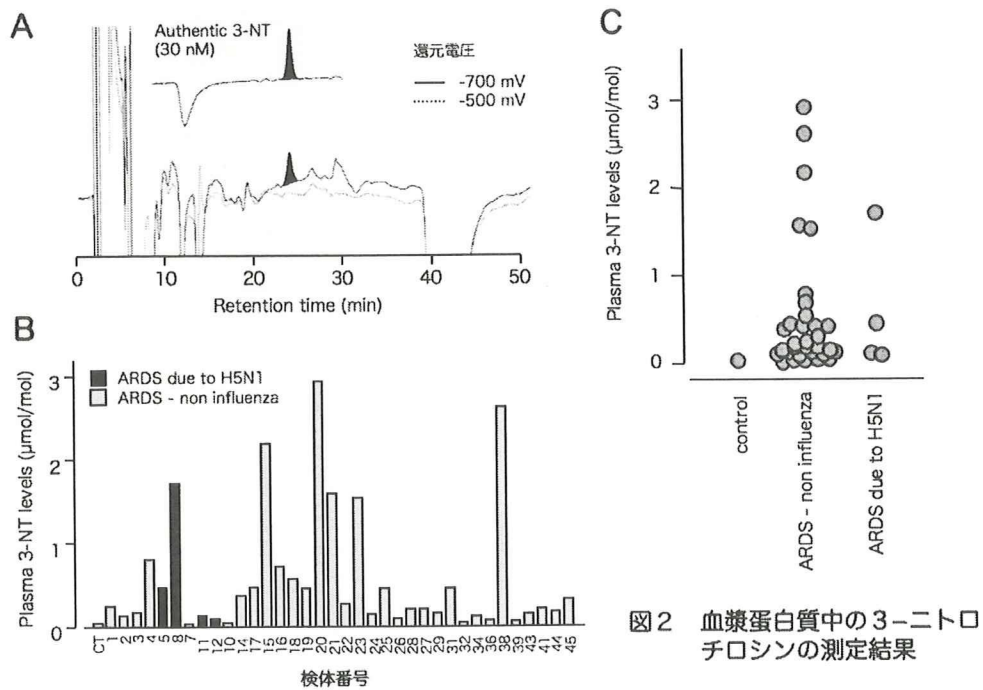 A
Authentic 3-NT
(30 nM)
還元電圧
-700 mV
-500 mV
0 10 20 30 40 50
Retention time (min)
B
ARDS due to H5N1
ARDS - non influenza
Plasma 3-NT levels (μmol/mol)
3
2
1
0
CT 1 2 3 4 5 8 7 11 12 10 14 17 15 16 18 19 20 21 22 23 24 25 26 28 27 29 31 32 34 38 39 43 41 44 45
検体番号
C
Plasma 3-NT levels (μmol/mol)
3
2
1
0
control
ARDS - non influenza
ARDS due to H5N1
図2 血漿蛋白質中の3-ニトロ
チロシンの測定結果